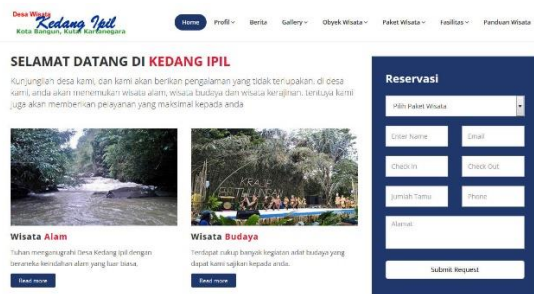 Desa Wisata
Kedang Ipil
Kota Bangun, Kutai Kartanegara
Home
Profil
Berita
Gallery
Obyek Wisata
Paket Wisata
Fasilitas
Panduan Wisata
SELAMAT DATANG DI KEDANG IPIL
Kunjungilan desa kami, dan kami akan berikan pengalaman yang tidak terlupakan. di desa
kami, anda akan menemukan wisata alam, wisata budaya dan wisata kerajinan. tentuya kami
juga akan memberikan pelayanan yang maksimal kepada anda
Wisata Alam
Tuhan menganugrahi Desa Kedang Ipil dengan
beraneka keindahan alam yang luar biasa.
Read more
Wisata Budaya
Terdapat cukup banyak kegiatan adat budaya yang
dapat kami sajikan kepada anda.
Read more
Reservasi
Pilih Paket Wisata
Enter Name
Email
Check In
Check Out
Jumlah Tamu
Phone
Alamat
Submit Request